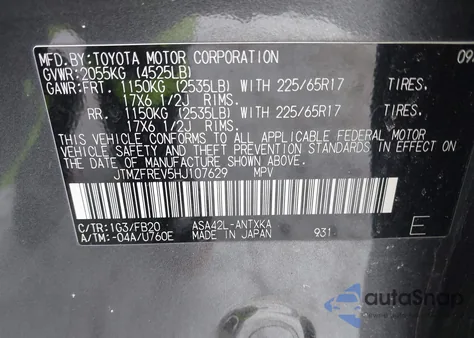 MFD.BY:TOYOTA MOTOR CORPORATION
GVWR:2055KG (4525LB)
GAWR:FRT. 1150KG (2535LB) WITH 225/65R17 TIRES.
17X6 1/2J RIMS.
RR. 1150KG (2535LB) WITH 225/65R17 TIRES.
17X6 1/2J RIMS.
THIS VEHICLE CONFORMS TO ALL APPLICABLE FEDERAL MOTOR
VEHICLE SAFETY AND THEFT PREVENTION STANDARDS IN EFFECT
ON THE DATE OF MANUFACTURE SHOWN ABOVE.
JTMZFREV5HJ107629 MPV
C/TR:1G3/FB20 ASA42L-ANTXKA
A/TM:-04A/U760E MADE IN JAPAN 931 E
autoSnap